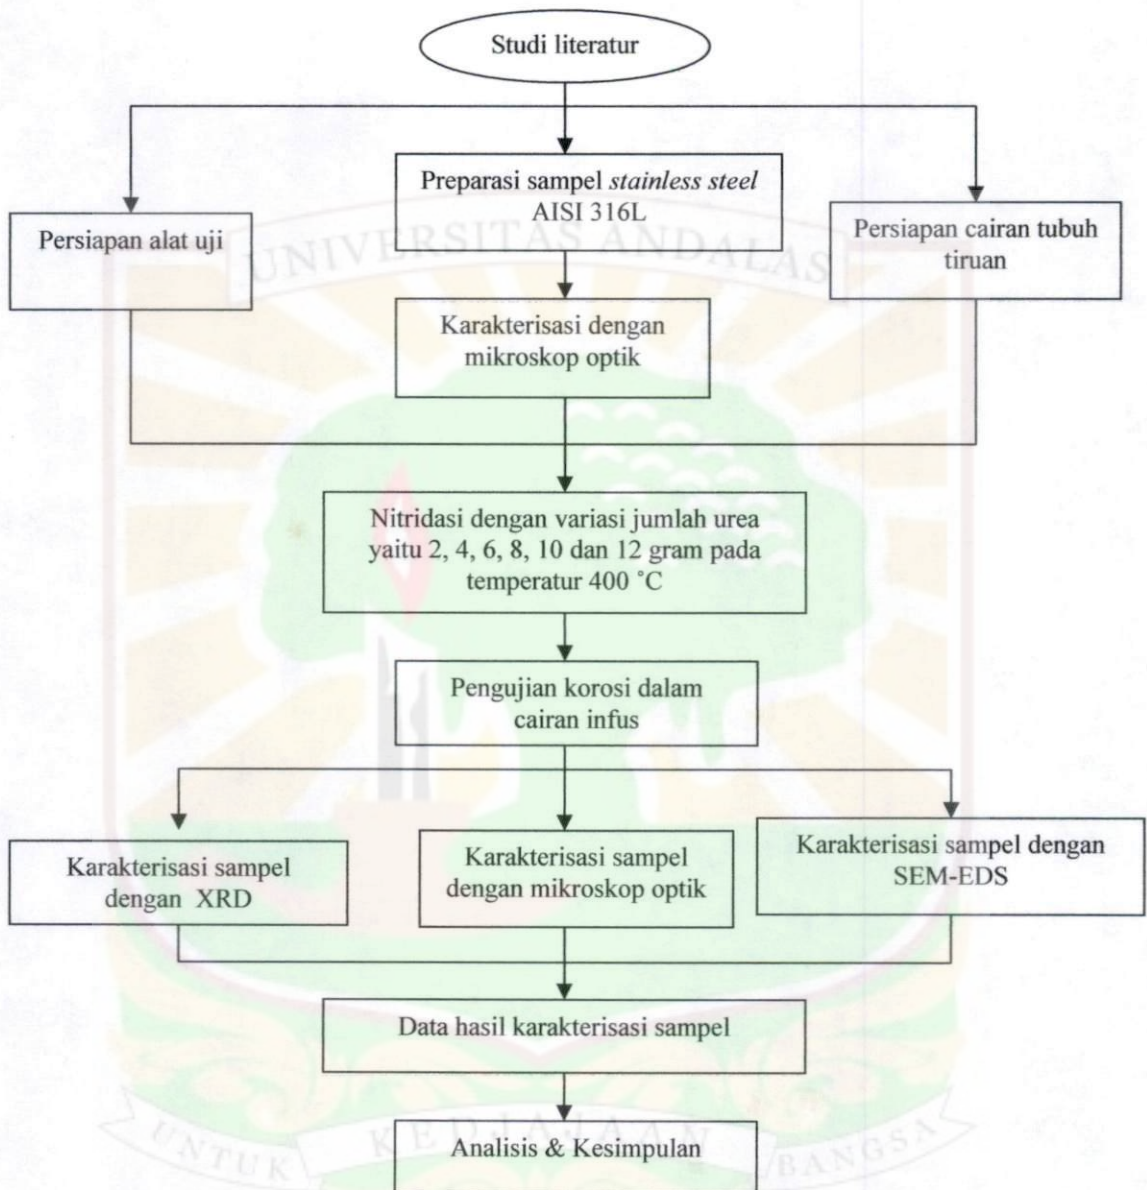 Studi literatur
Preparasi sampel stainless steel
AISI 316L
Persiapan alat uji
Persiapan cairan tubuh
tiruan
UNIVERSITAS ANDALAS
Karakterisasi dengan
mikroskop optik
Nitridasi dengan variasi jumlah urea
yaitu 2, 4, 6, 8, 10 dan 12 gram pada
temperatur 400 ˚C
Pengujian korosi dalam
cairan infus
Karakterisasi sampel
dengan XRD
Karakterisasi sampel
dengan mikroskop optik
Karakterisasi sampel dengan
SEM-EDS
Data hasil karakterisasi sampel
Analisis & Kesimpulan
UNTUK KEDJAJAAN BANGSA